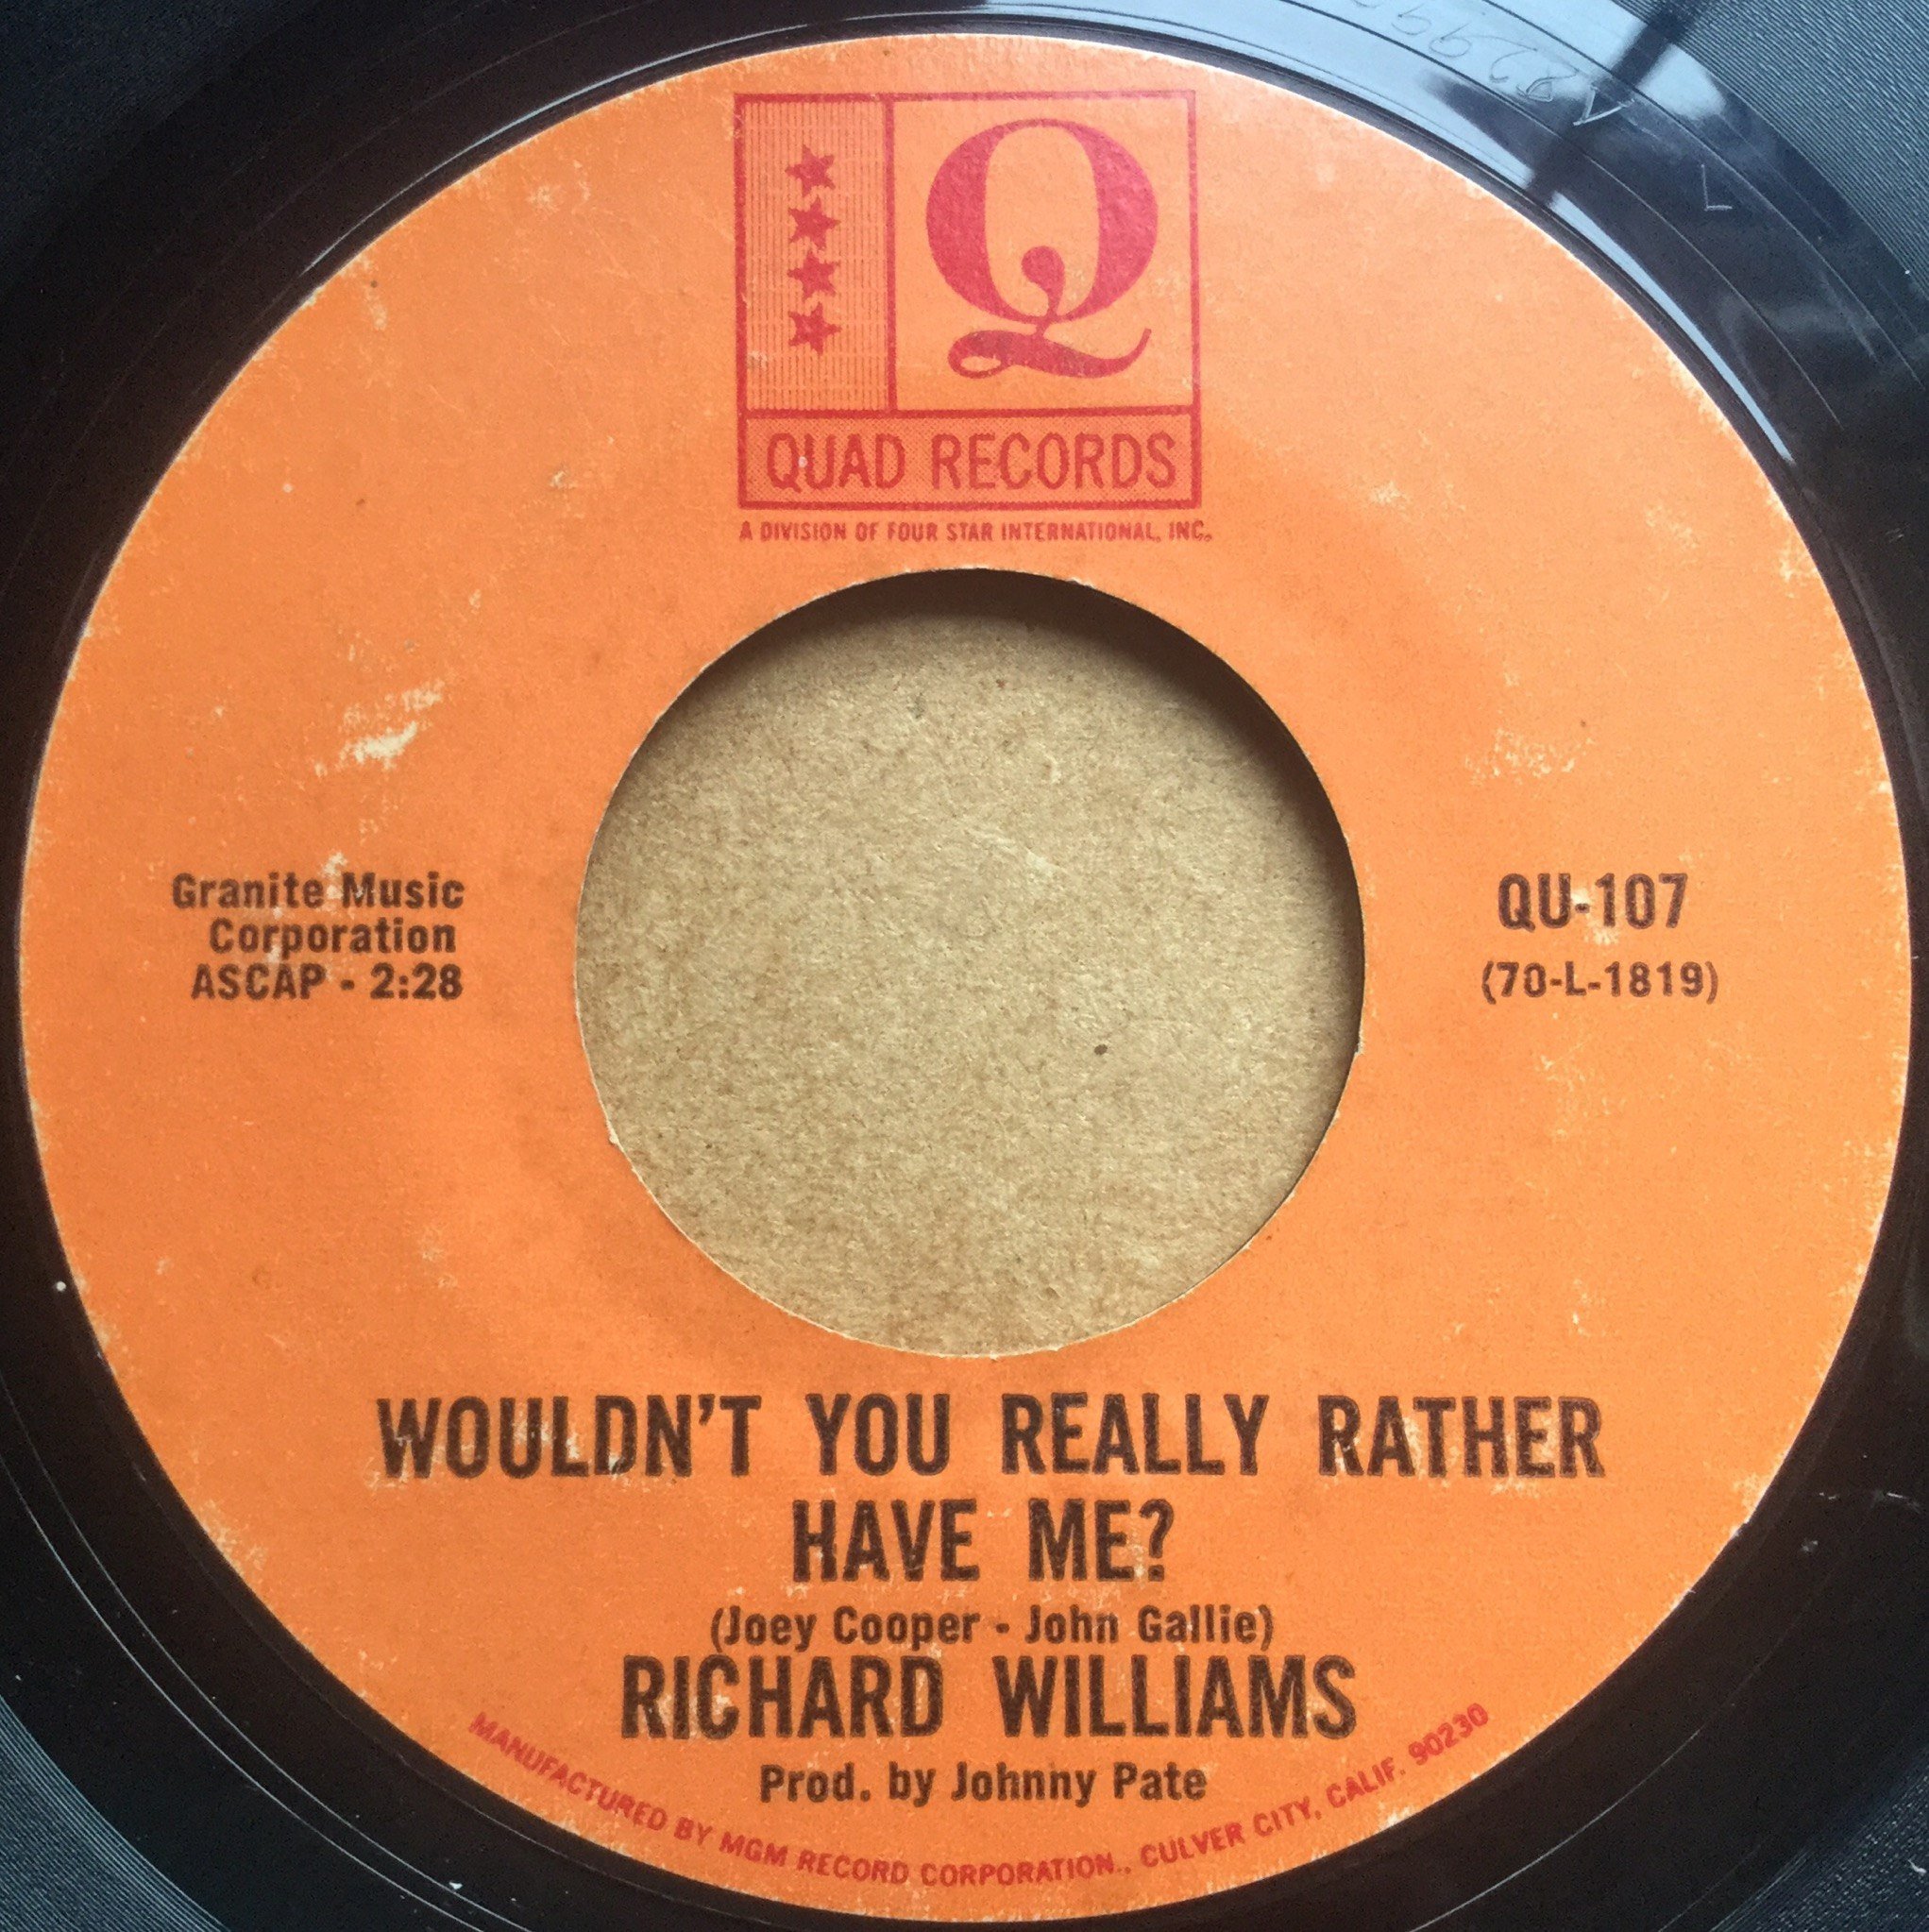 Q
QUAD RECORDS
A DIVISION OF FOUR STAR INTERNATIONAL, INC.
Granite Music
Corporation
ASCAP - 2:28
QU-107
(70-L-1819)
WOULDN'T YOU REALLY RATHER
HAVE ME?
(Joey Cooper - John Gallie)
RICHARD WILLIAMS
Prod. by Johnny Pate
MANUFACTURED BY MGM RECORD CORPORATION., CULVER CITY, CALIF. 90230